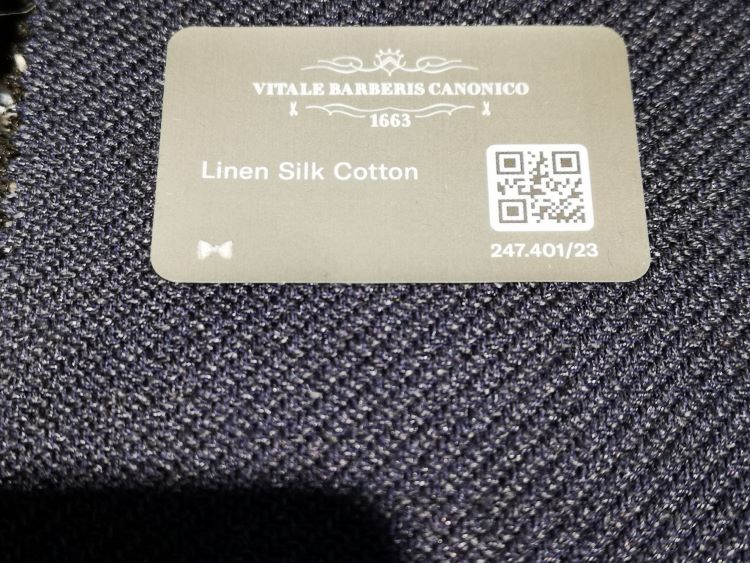 VITALE BARBERIS CANONICO
1663
Linen Silk Cotton
247.401/23